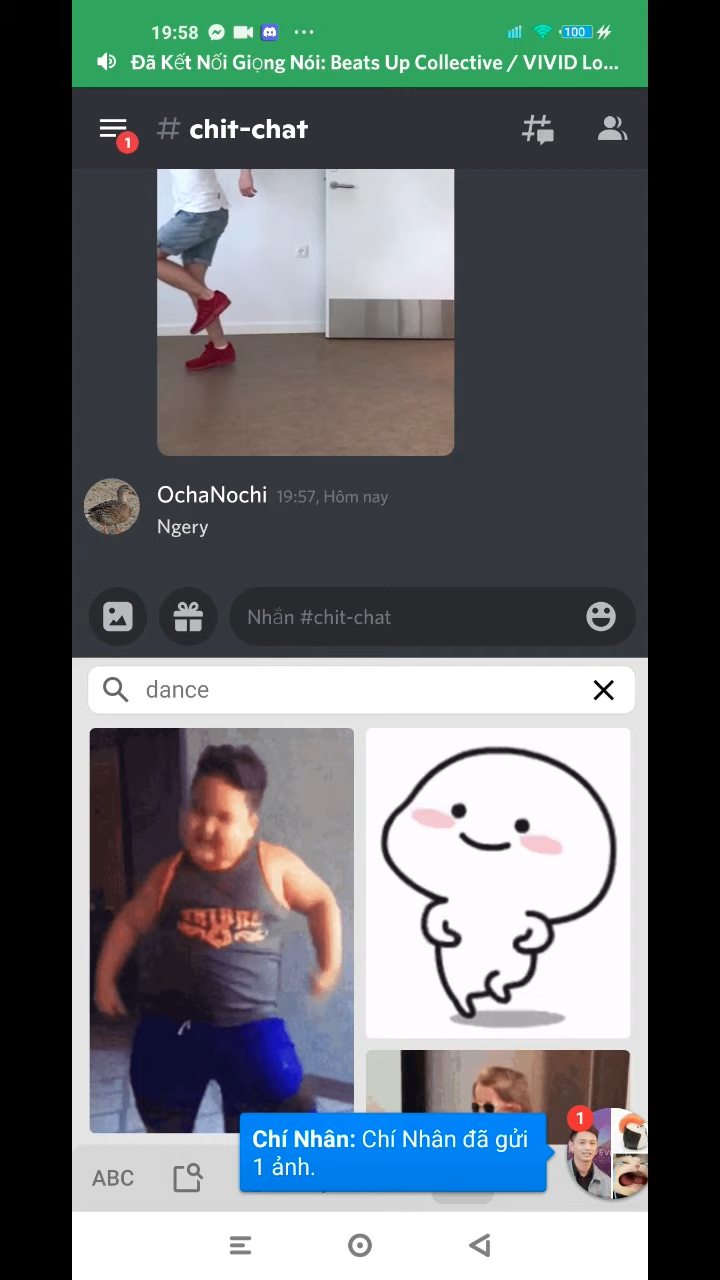 19:58
100
Đã Kết Nối Giọng Nói: Beats Up Collective / VIVID Lo...
1
# chit-chat
OchaNochi 19:57, Hôm nay
Ngery
Nhắn #chit-chat
dance
ABC
Chí Nhân: Chí Nhân đã gửi
1 ảnh.
1